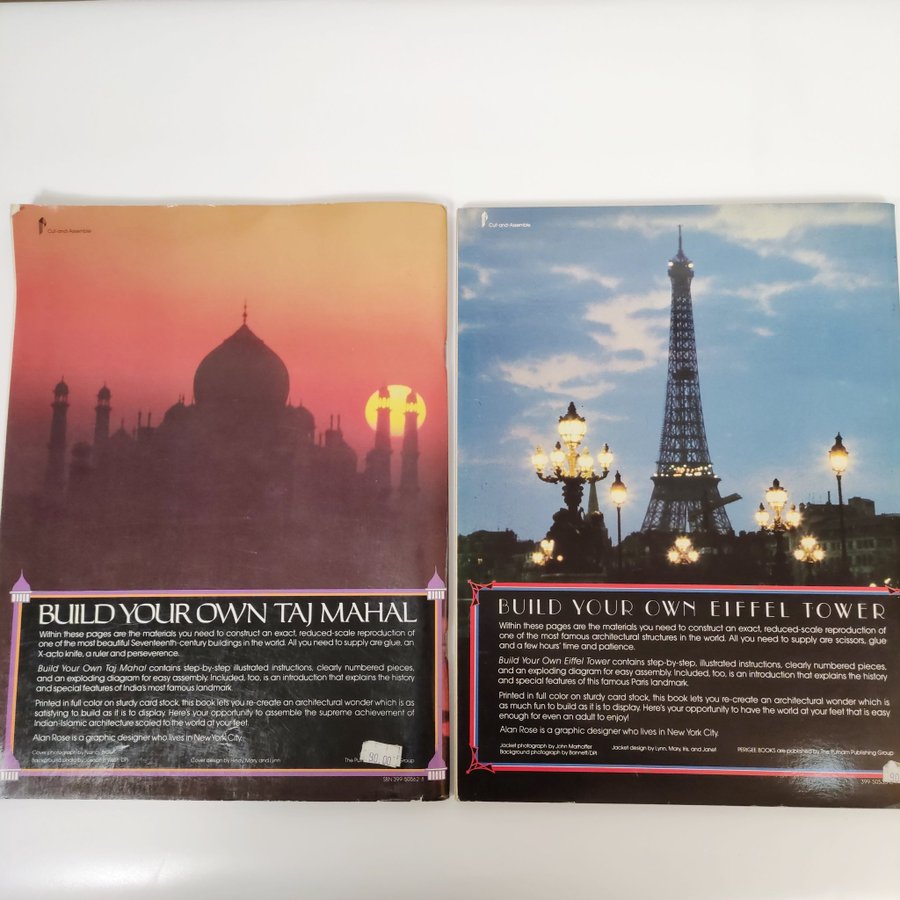 Cut-and-Assemble
BUILD YOUR OWN TAJ MAHAL
Within these pages are the materials you need to construct an exact, reduced-scale reproduction of
one of the most beautiful Seventeenth-century buildings in the world. All you need to supply are glue, an
X-acto knife, a ruler and perseverence.
Build Your Own Taj Mahal contains step-by-step illustrated instructions, clearly numbered pieces,
and an exploding diagram for easy assembly. Included, too, is an introduction that explains the history
and special features of India's most famous landmark.
Printed in full color on sturdy card stock, this book lets you re-create an architectural wonder which is as
satisfying to build as it is to display. Here's your opportunity to assemble the supreme achievement of
Indian-Islamic architecture scaled to the world at your feet.
Alan Rose is a graphic designer who lives in New York City.
Cover photograph by
Background photo by
Cover design by Mary and Lynn
The Group
90.00
SBN 399-50562-8
Cut-and-Assemble
BUILD YOUR OWN EIFFEL TOWER
Within these pages are the materials you need to construct an exact, reduced-scale reproduction of
one of the most famous architectural structures in the world. All you need to supply are scissors, glue
and a few hours' time and patience.
Build Your Own Eiffel Tower contains step-by-step, illustrated instructions, clearly numbered pieces,
and an exploding diagram for easy assembly. Included, too, is an introduction that explains the history
and special features of this famous Paris landmark.
Printed in full color on sturdy card stock, this book lets you re-create an architectural wonder which is
as much fun to build as it is to display. Here's your opportunity to have the world at your feet that is easy
enough for even an adult to enjoy!
Alan Rose is a graphic designer who lives in New York City.
Jacket photograph by John Marhoffer
Background photograph by Bannett/DPI
Jacket design by Lynn, Mary, Iris, and Janet
PERIGEE BOOKS are published by The Putnam Publishing Group